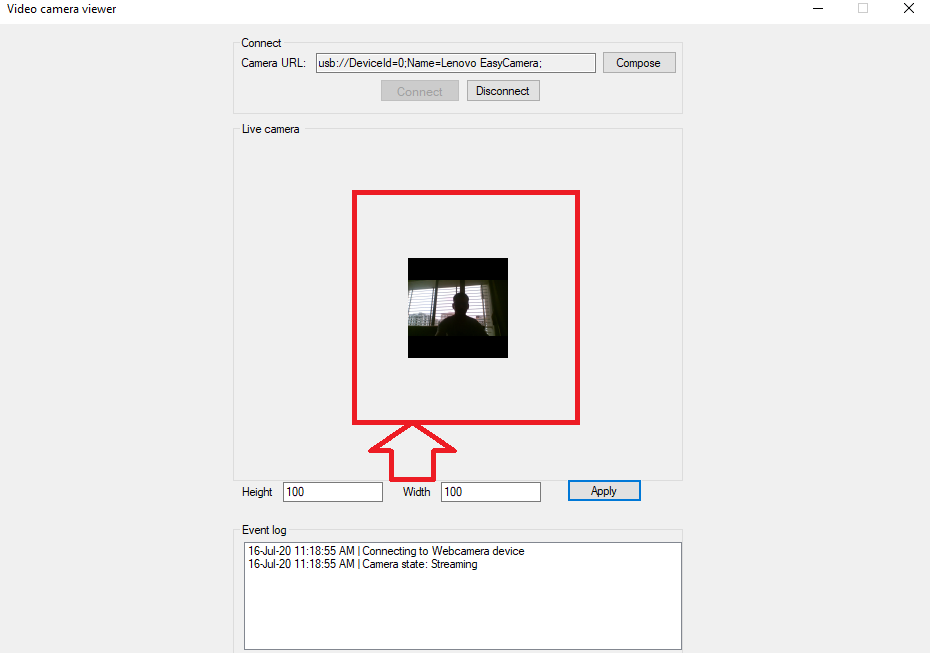 Video camera viewer
Connect
Camera URL: usb://DeviceId=0;Name=Lenovo EasyCamera; Compose
Connect Disconnect
Live camera
Height 100 Width 100 Apply
Event log
16-Jul-20 11:18:55 AM | Connecting to Webcamera device
16-Jul-20 11:18:55 AM | Camera state: Streaming